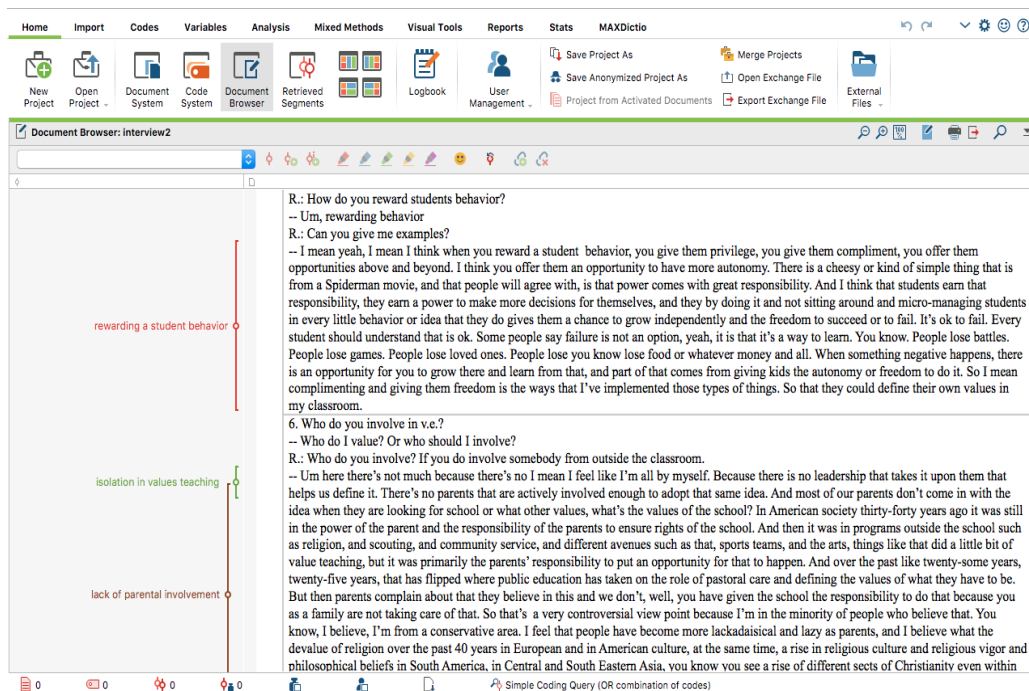 Home Import Codes Variables Analysis Mixed Methods Visual Tools Reports Stats MAXDictio
New Project
Open Project
Document System
Code System
Document Browser
Retrieved Segments
Logbook
User Management
Save Project As
Save Anonymized Project As
Project from Activated Documents
Merge Projects
Open Exchange File
Export Exchange File
External Files
Document Browser: interview2
100 %
R.: How do you reward students behavior?
-- Um, rewarding behavior
R.: Can you give me examples?
-- I mean yeah, I mean I think when you reward a student behavior, you give them privilege, you give them compliment, you offer them
opportunities above and beyond. I think you offer them an opportunity to have more autonomy. There is a cheesy or kind of simple thing that is
from a Spiderman movie, and that people will agree with, is that power comes with great responsibility. And I think that students earn that
responsibility, they earn a power to make more decisions for themselves, and they by doing it and not sitting around and micro-managing students
in every little behavior or idea that they do gives them a chance to grow independently and the freedom to succeed or to fail. It's ok to fail. Every
student should understand that is ok. Some people say failure is not an option, yeah, it is that it's a way to learn. You know. People lose battles.
People lose games. People lose loved ones. People lose you know lose food or whatever money and all. When something negative happens, there
is an opportunity for you to grow there and learn from that, and part of that comes from giving kids the autonomy or freedom to do it. So I mean
complimenting and giving them freedom is the ways that I've implemented those types of things. So that they could define their own values in
my classroom.
rewarding a student behavior
6. Who do you involve in v.e.?
-- Who do I value? Or who should I involve?
R.: Who do you involve? If you do involve somebody from outside the classroom.
-- Um here there's not much because there's no I mean I feel like I'm all by myself. Because there is no leadership that takes it upon them that
helps us define it. There's no parents that are actively involved enough to adopt that same idea. And most of our parents don't come in with the
idea when they are looking for school or what other values, what's the values of the school? In American society thirty-forty years ago it was still
in the power of the parent and the responsibility of the parents to ensure rights of the school. And then it was in programs outside the school such
as religion, and scouting, and community service, and different avenues such as that, sports teams, and the arts, things like that did a little bit of
value teaching, but it was primarily the parents' responsibility to put an opportunity for that to happen. And over the past like twenty-some years,
twenty-five years, that has flipped where public education has taken on the role of pastoral care and defining the values of what they have to be.
But then parents complain about that they believe in this and we don't, well, you have given the school the responsibility to do that because you
as a family are not taking care of that. So that's a very controversial view point because I'm in the minority of people who believe that. You
know, I believe, I'm from a conservative area. I feel that people have become more lackadaisical and lazy as parents, and I believe what the
devalue of religion over the past 40 years in European and in American culture, at the same time, a rise in religious culture and religious vigor and
philosophical beliefs in South America, in Central and South Eastern Asia, you know you see a rise of different sects of Christianity even within
isolation in values teaching
lack of parental involvement
0 0 0 0 Simple Coding Query (OR combination of codes)